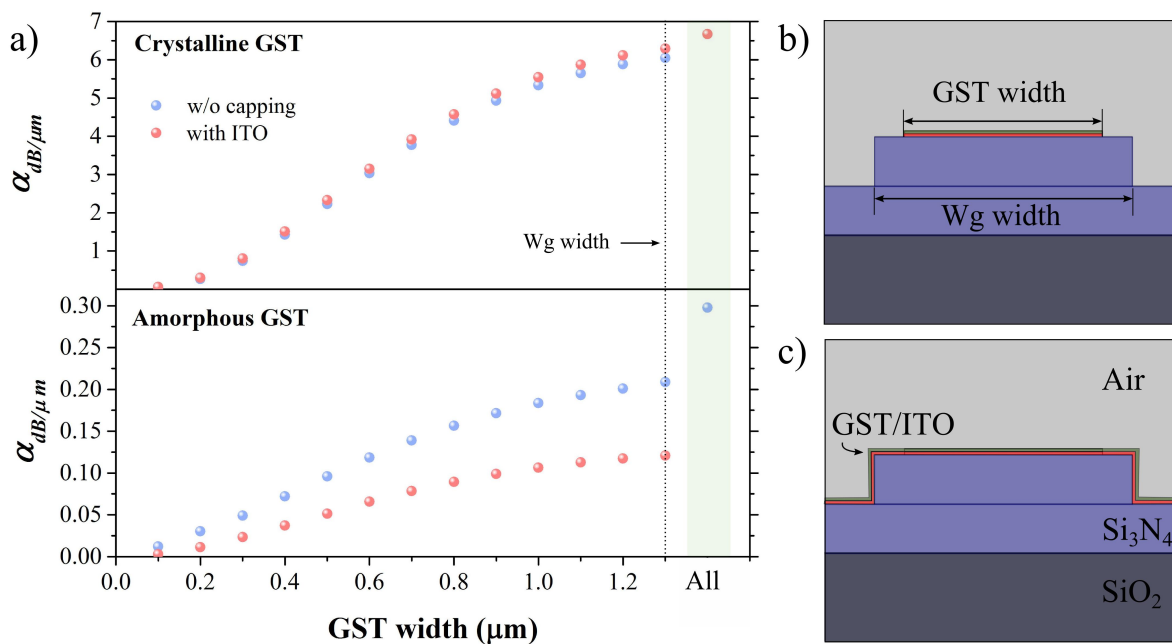 a)
7
6
5
4
3
2
1
α dB/μm
Crystalline GST
w/o capping
with ITO
Wg width
0.30
0.25
0.20
0.15
0.10
0.05
0.00
α dB/μ m
Amorphous GST
0.0 0.2 0.4 0.6 0.8 1.0 1.2 All
GST width (μm)
b)
GST width
Wg width
c)
Air
GST/ITO
Si₃N₄
SiO₂